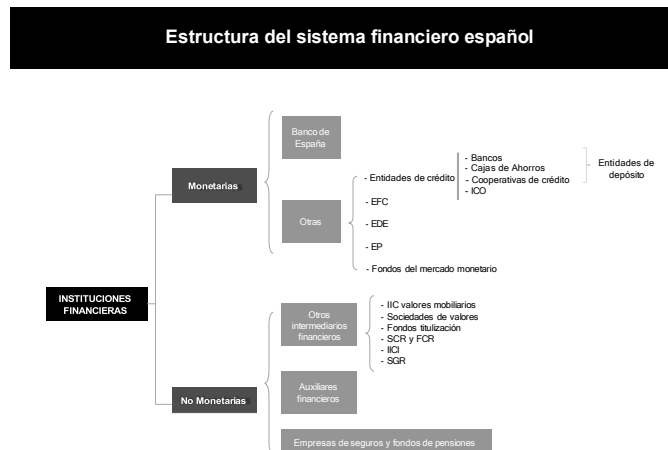 Estructura del sistema financiero español
Banco de
España
Monetarias
Otras
- Entidades de crédito
- EFC
- EDE
- EP
- Fondos del mercado monetario
- Bancos
- Cajas de Ahorros
- Cooperativas de crédito
- ICO
Entidades de
depósito
INSTITUCIONES
FINANCIERAS
Otros
intermediarios
financieros
- IIC valores mobiliarios
- Sociedades de valores
- Fondos titulización
- SCR y FCR
- IICI
- SGR
No Monetarias
Auxiliares
financieros
Empresas de seguros y fondos de pensiones